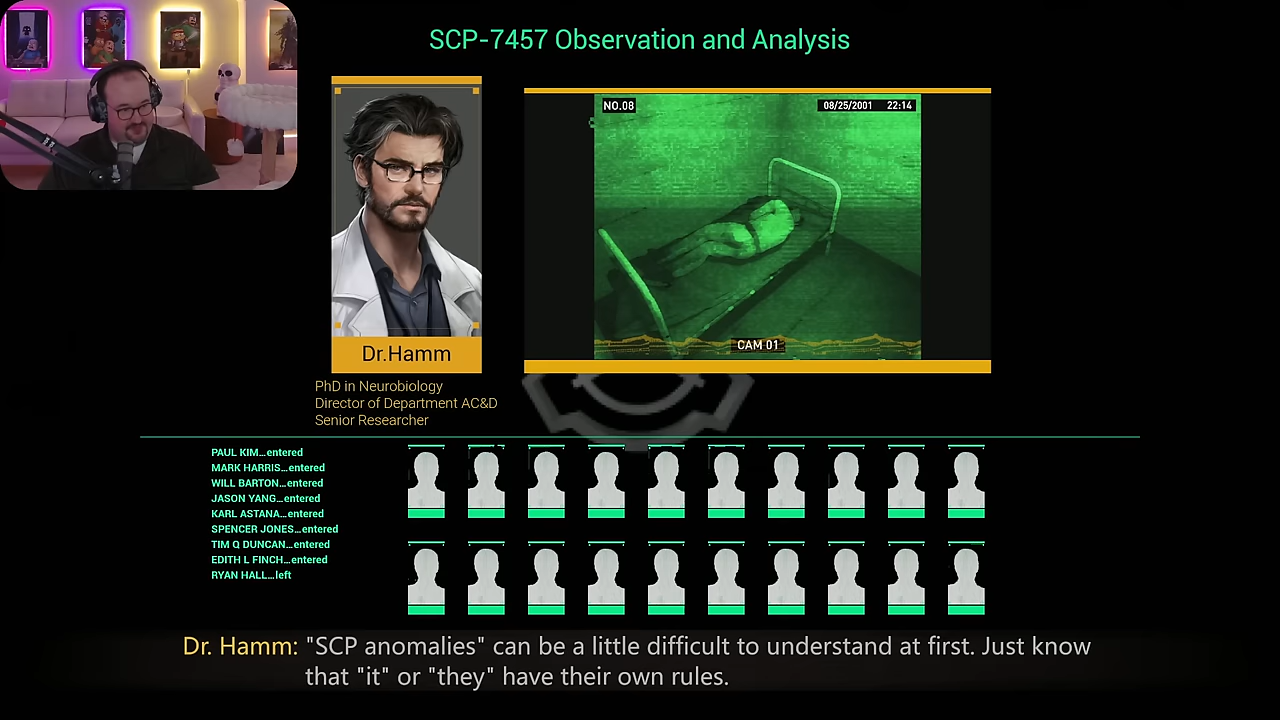 SCP-7457 Observation and Analysis
NO.08
08/25/2001 22:14
CAM 01
Dr.Hamm
PhD in Neurobiology
Director of Department AC&D
Senior Researcher
PAUL KIM...entered
MARK HARRIS...entered
WILL BARTON...entered
JASON YANG...entered
KARL ASTANA...entered
SPENCER JONES...entered
TIM Q DUNCAN...entered
EDITH L FINCH...entered
RYAN HALL...left
Dr. Hamm: "SCP anomalies" can be a little difficult to understand at first. Just know
that "it" or "they" have their own rules.